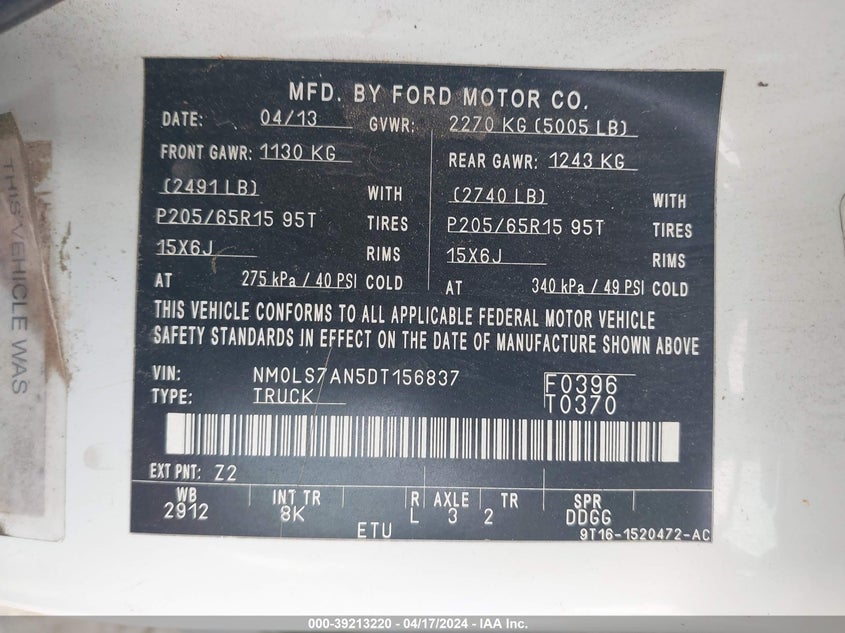 MFD. BY FORD MOTOR CO.
DATE: 04/13 GVWR: 2270 KG (5005 LB)
FRONT GAWR: 1130 KG REAR GAWR: 1243 KG
(2491 LB) WITH (2740 LB) WITH
P205/65R15 95T TIRES P205/65R15 95T TIRES
15X6J RIMS 15X6J RIMS
AT 275 kPa / 40 PSI COLD AT 340 kPa / 49 PSI COLD
THIS VEHICLE CONFORMS TO ALL APPLICABLE FEDERAL MOTOR VEHICLE
SAFETY STANDARDS IN EFFECT ON THE DATE OF MANUFACTURE SHOWN ABOVE
VIN: NM0LS7AN5DT156837 F0396
TYPE: TRUCK T0370
EXT PNT: Z2
WB INT TR R AXLE TR SPR
2912 8K L 3 2 DDGG
ETU 9T16-1520472-AC
THIS VEHICLE WAS
000-39213220 - 04/17/2024 - IAA Inc.